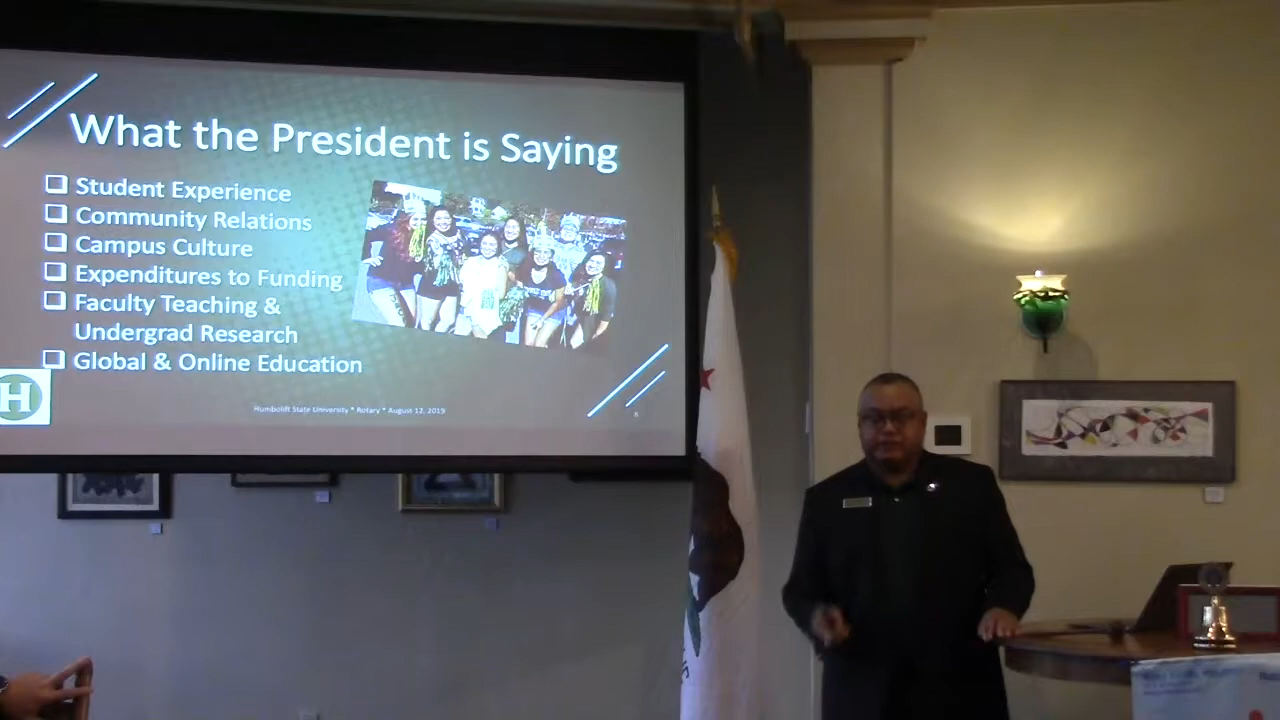 What the President is Saying
Student Experience
Community Relations
Campus Culture
Expenditures to Funding
Faculty Teaching &
Undergrad Research
Global & Online Education
H
Humboldt State University * Rotary * August 12, 2019